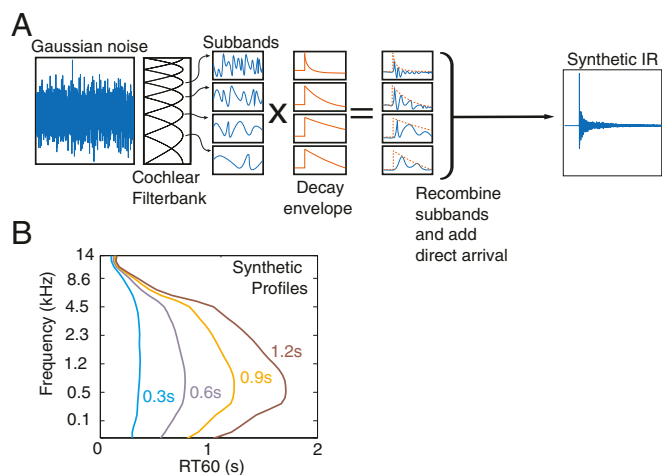 A
Gaussian noise
Subbands
Synthetic IR
X
=
Cochlear
Filterbank
Decay
envelope
Recombine
subbands
and add
direct arrival
B
Synthetic
Profiles
Frequency (kHz)
14
8.6
4.5
2.3
1.2
0.5
0.1
0.3s
0.6s
0.9s
1.2s
0
1
2
RT60 (s)